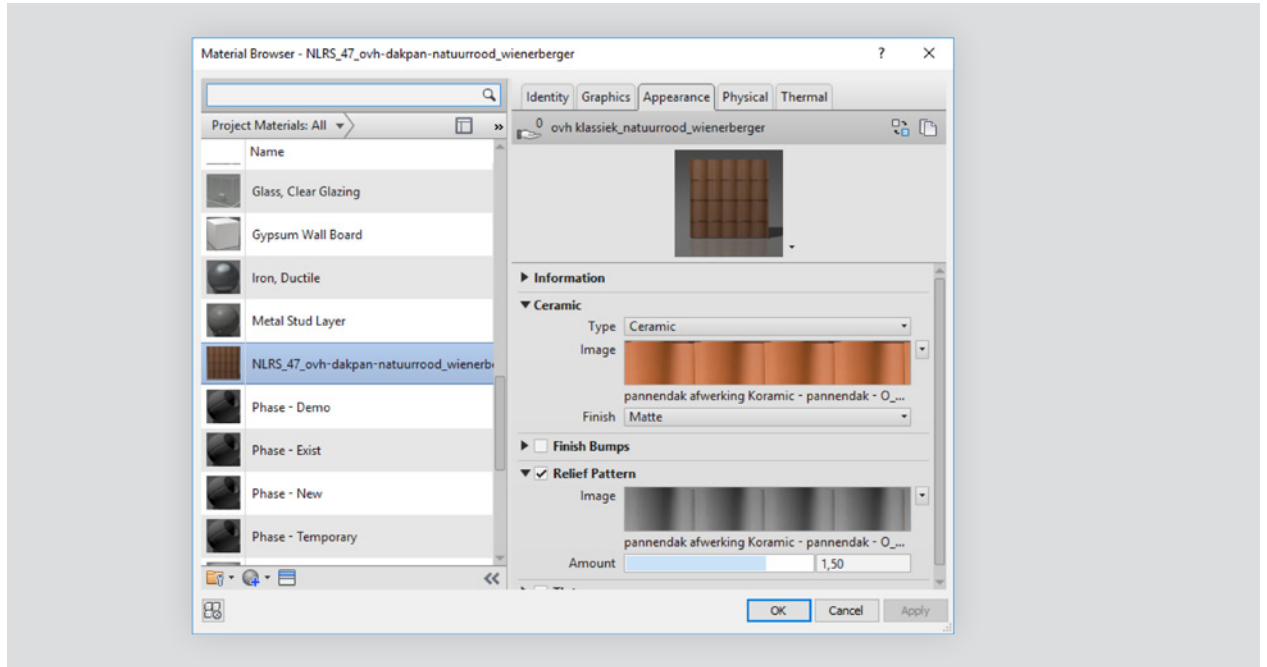 Material Browser - NLRS_47_ovh-dakpan-natuurrood_wienerberger ? ×
Project Materials: All »
Name
Glass, Clear Glazing
Gypsum Wall Board
Iron, Ductile
Metal Stud Layer
NLRS_47_ovh-dakpan-natuurrood_wienerb
Phase - Demo
Phase - Exist
Phase - New
Phase - Temporary
Identity Graphics Appearance Physical Thermal
0 ovh klassiek_natuurrood_wienerberger
Information
Ceramic
Type Ceramic
Image
pannendak afwerking Koramic - pannendak - O_...
Finish Matte
Finish Bumps
Relief Pattern
Image
pannendak afwerking Koramic - pannendak - O_...
Amount 1,50
OK Cancel Apply